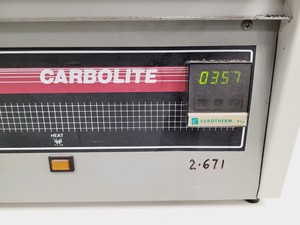 CARBOLITE
0357
EUROTHERM
HEAT
2.671